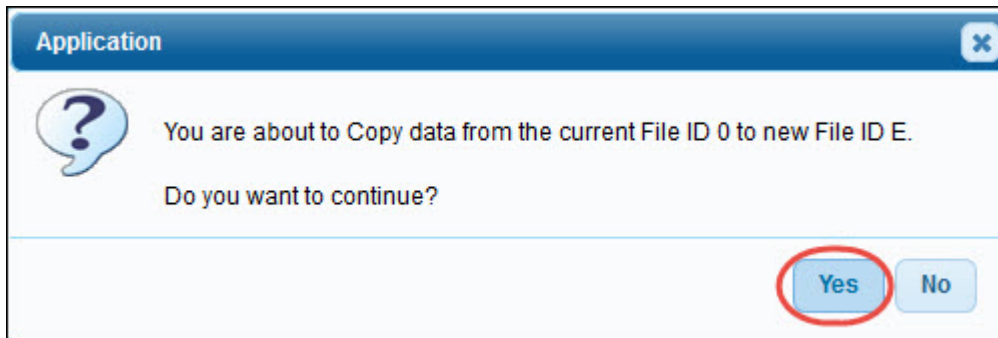 Application
You are about to Copy data from the current File ID 0 to new File ID E.
Do you want to continue?
Yes No